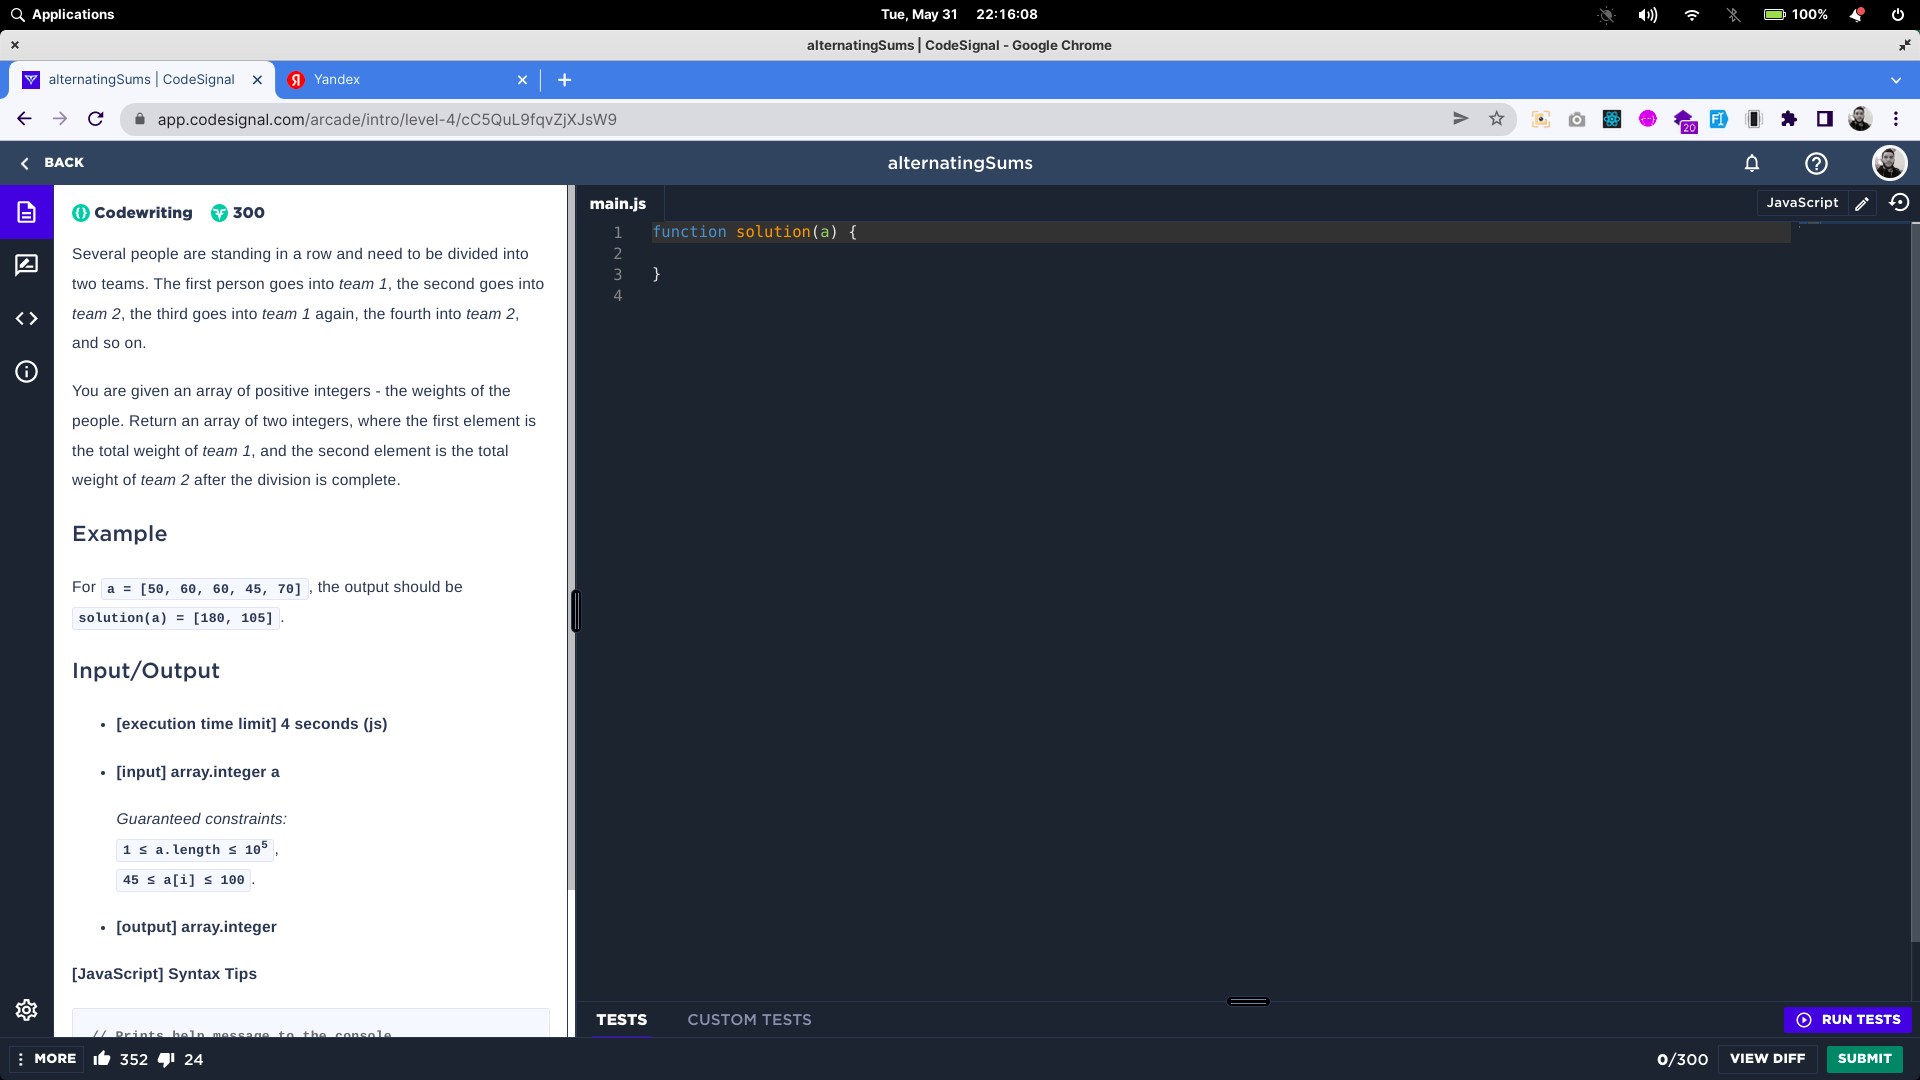 Applications
Tue, May 31 22:16:08
100%
alternatingSums | CodeSignal - Google Chrome
alternatingSums | CodeSignal
Yandex
app.codesignal.com/arcade/intro/level-4/cC5QuL9fqvZjXJsW9
20
BACK
alternatingSums
Codewriting 300
Several people are standing in a row and need to be divided into
two teams. The first person goes into team 1, the second goes into
team 2, the third goes into team 1 again, the fourth into team 2,
and so on.
You are given an array of positive integers - the weights of the
people. Return an array of two integers, where the first element is
the total weight of team 1, and the second element is the total
weight of team 2 after the division is complete.
Example
For a = [50, 60, 60, 45, 70], the output should be
solution(a) = [180, 105].
Input/Output
• [execution time limit] 4 seconds (js)
• [input] array.integer a
Guaranteed constraints:
1 ≤ a.length ≤ 10⁵,
45 ≤ a[i] ≤ 100.
• [output] array.integer
[JavaScript] Syntax Tips
// Prints help message to the console
main.js
JavaScript
1 function solution(a) {
2
3 }
4
TESTS
CUSTOM TESTS
RUN TESTS
MORE
352
24
0/300
VIEW DIFF
SUBMIT